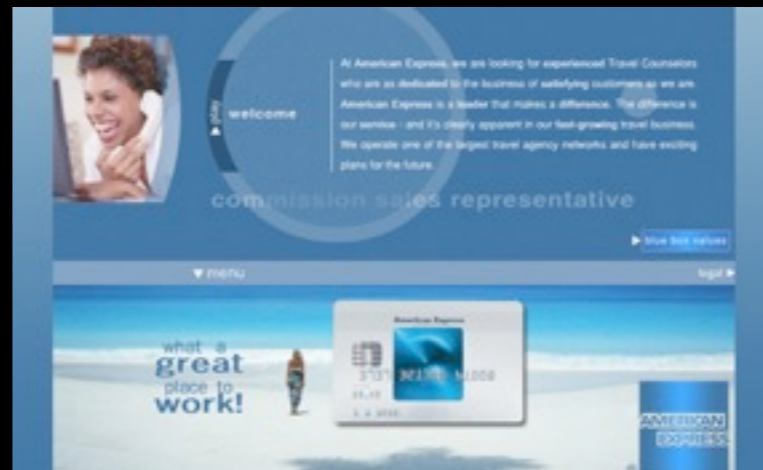 At American Express, we are looking for experienced Travel Counselors
who are as dedicated to the business of satisfying customers as we are.
American Express is a leader that makes a difference. The difference is
our service - and it's clearly apparent in our fast-growing travel business.
We operate one of the largest travel agency networks and have exciting
plans for the future.
play
welcome
commission sales representative
blue box values
menu
legal
what a
great
place to
work!
American Express
AMERICAN
EXPRESS